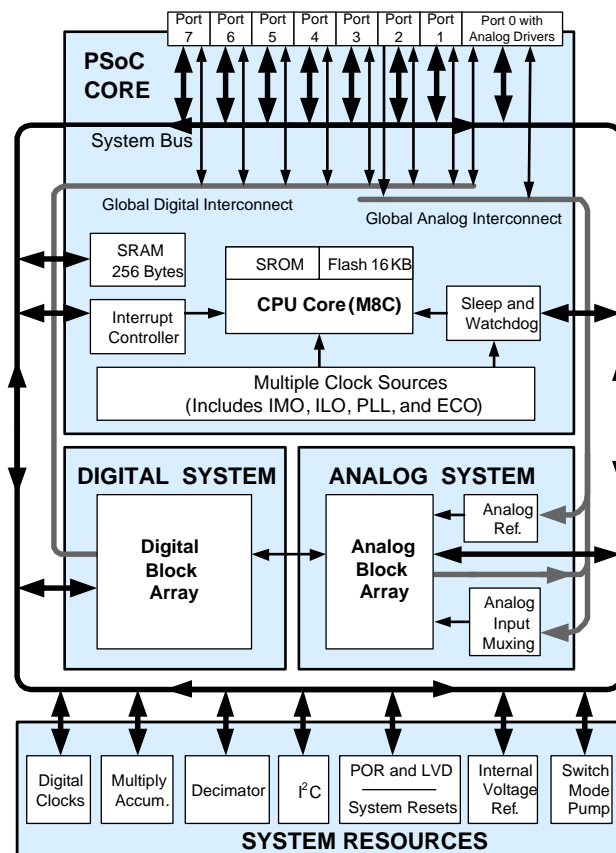 Port 7
Port 6
Port 5
Port 4
Port 3
Port 2
Port 1
Port 0 with
Analog Drivers
PSoC
CORE
System Bus
Global Digital Interconnect
Global Analog Interconnect
SRAM
256 Bytes
SROM
Flash 16KB
CPU Core (M8C)
Interrupt
Controller
Sleep and
Watchdog
Multiple Clock Sources
(Includes IMO, ILO, PLL, and ECO)
DIGITAL SYSTEM
ANALOG SYSTEM
Digital
Block
Array
Analog
Block
Array
Analog
Ref.
Analog
Input
Muxing
Digital
Clocks
Multiply
Accum.
Decimator
I²C
POR and LVD
System Resets
Internal
Voltage
Ref.
Switch
Mode
Pump
SYSTEM RESOURCES